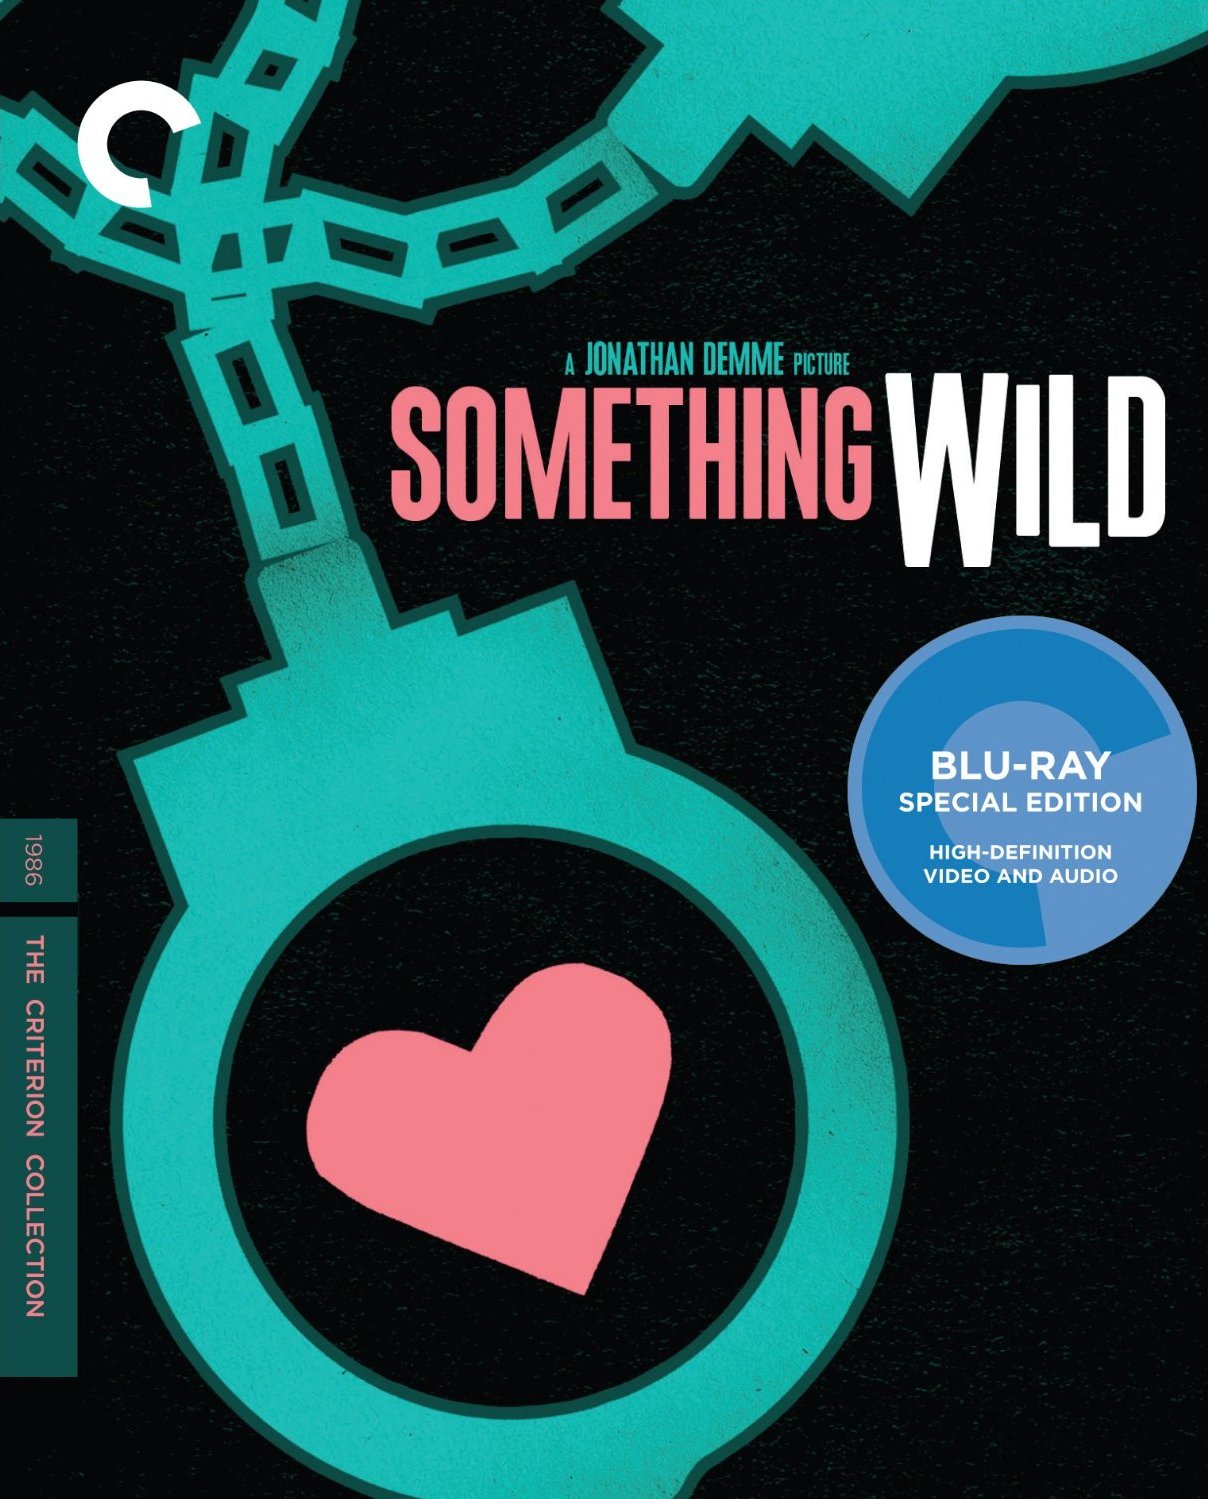 A JONATHAN DEMME PICTURE
SOMETHING WILD
BLU-RAY
SPECIAL EDITION
HIGH-DEFINITION
VIDEO AND AUDIO
1986
THE CRITERION COLLECTION